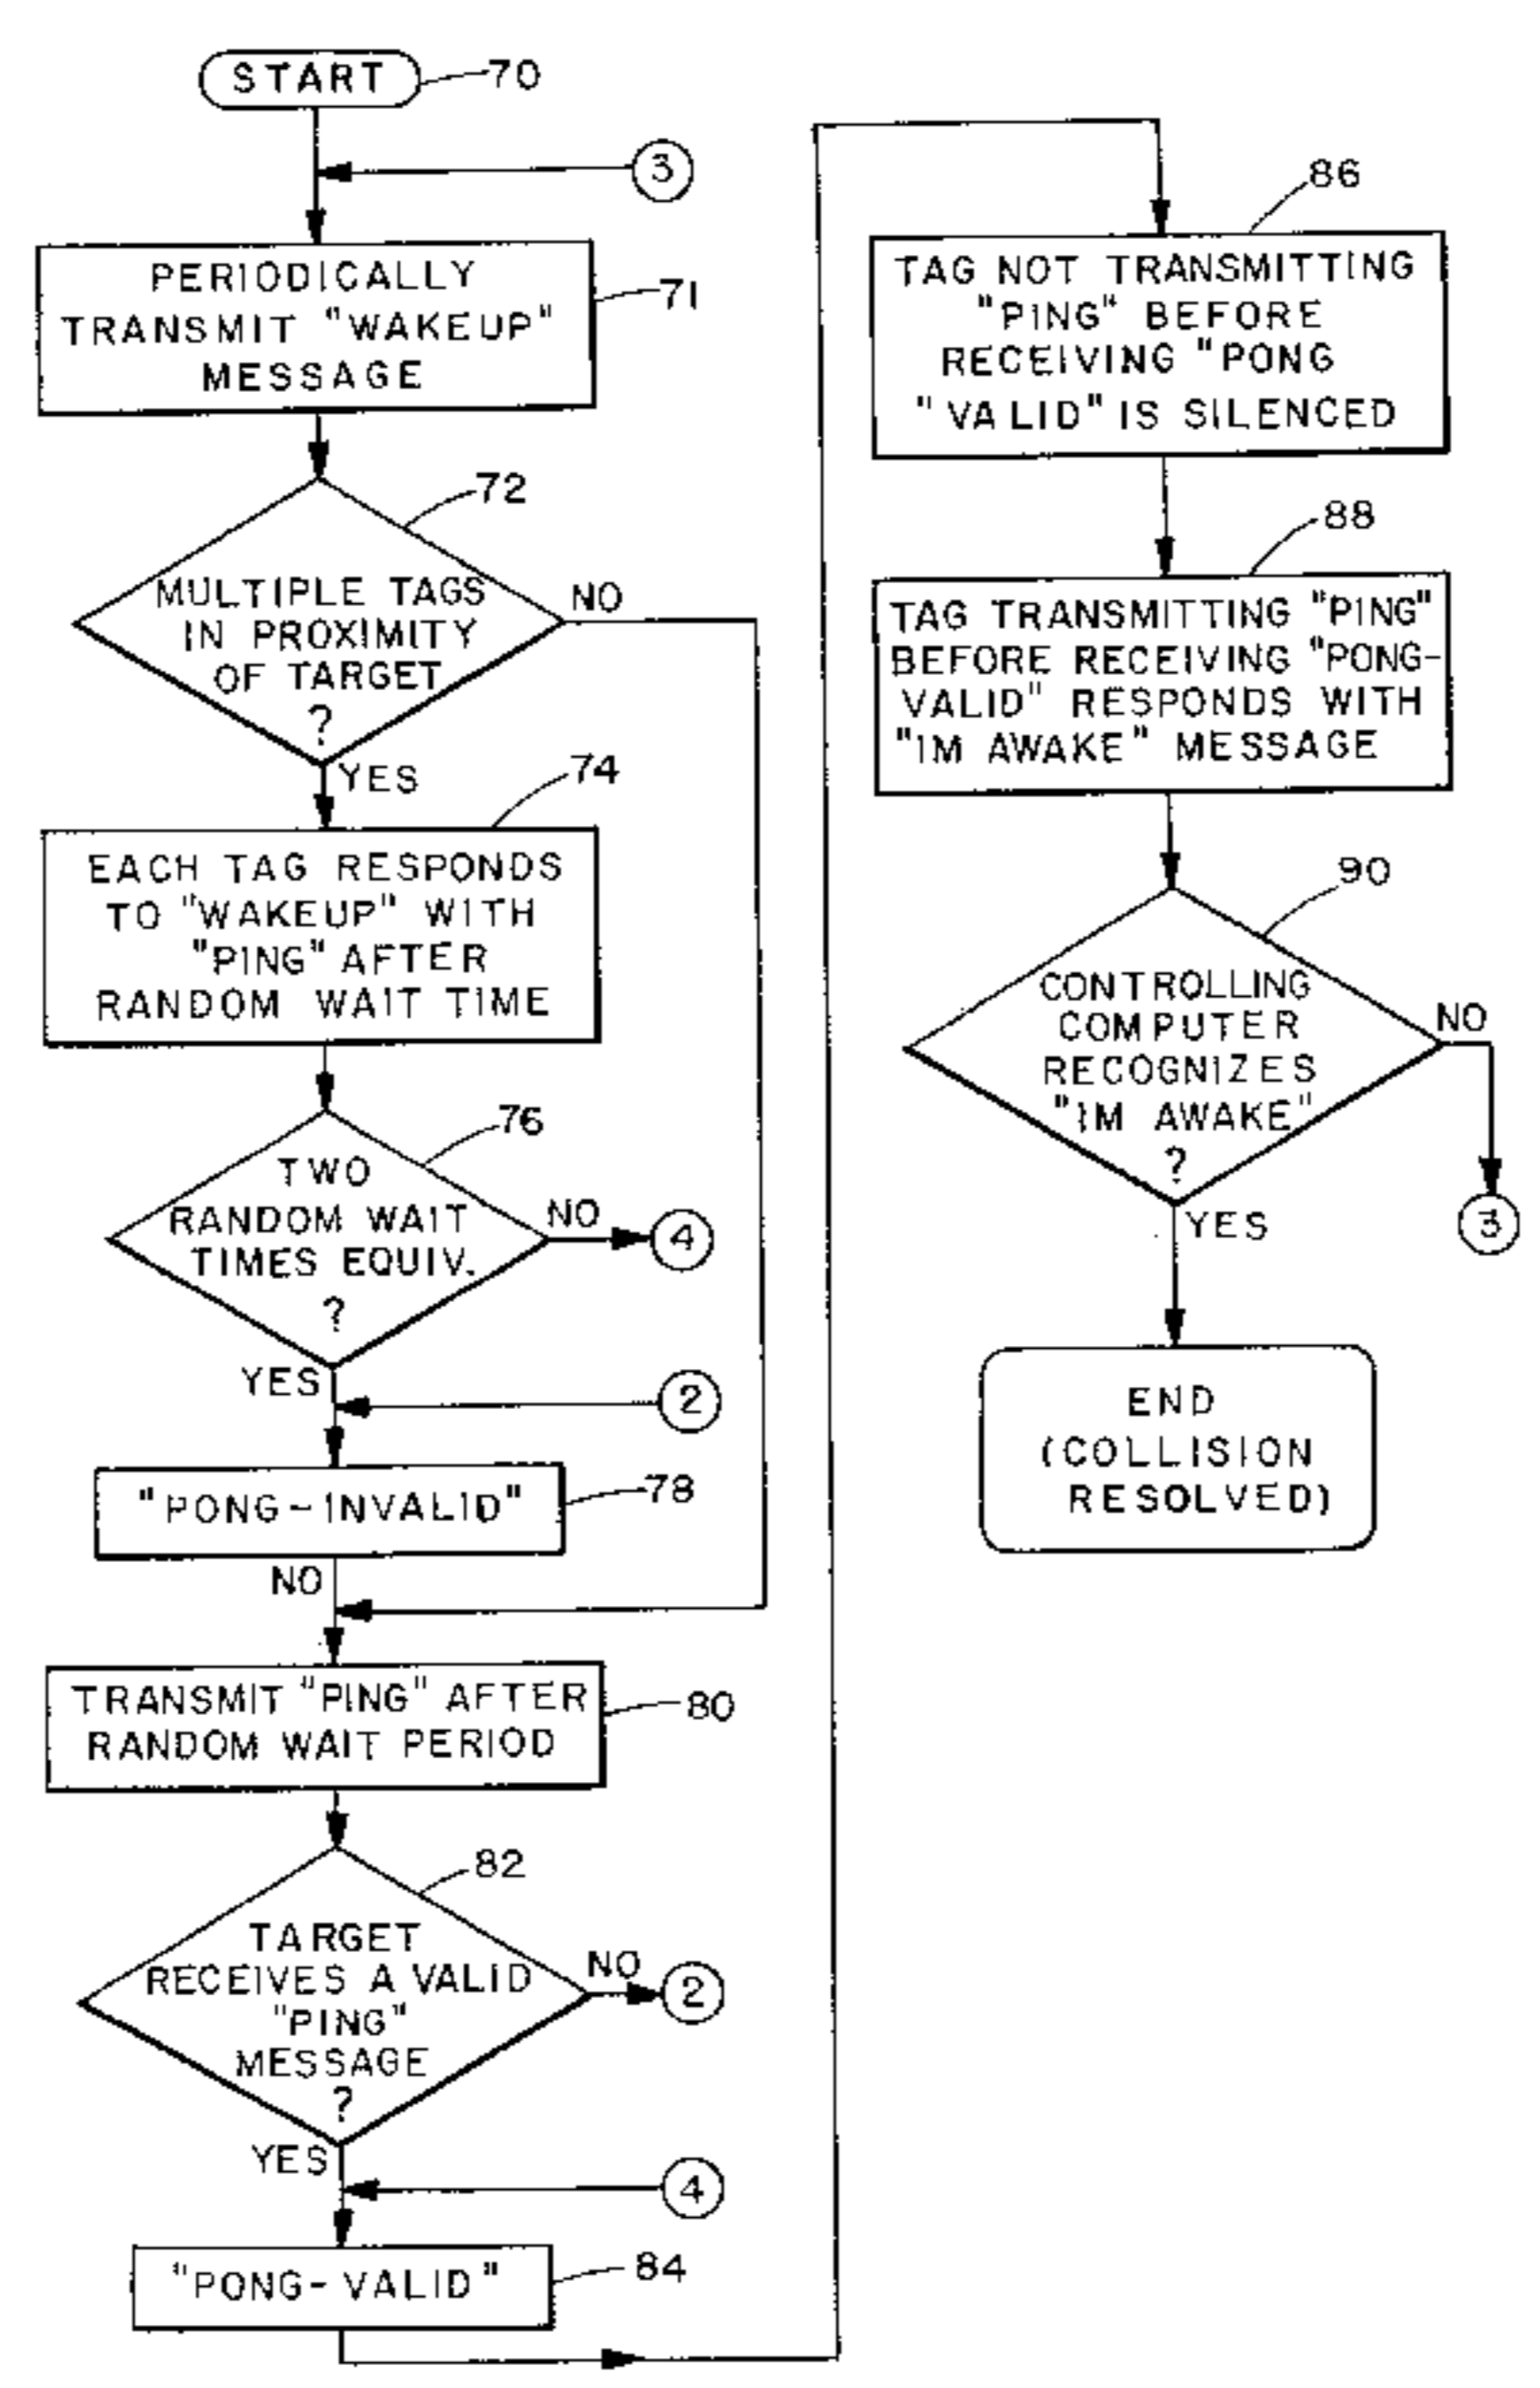 START
70
3
PERIODICALLY
TRANSMIT "WAKEUP"
MESSAGE
71
72
MULTIPLE TAGS
IN PROXIMITY
OF TARGET
?
NO
YES
74
EACH TAG RESPONDS
TO "WAKEUP" WITH
"PING" AFTER
RANDOM WAIT TIME
76
TWO
RANDOM WAIT
TIMES EQUIV.
?
NO
4
YES
2
"PONG-INVALID"
78
NO
TRANSMIT "PING" AFTER
RANDOM WAIT PERIOD
80
82
TARGET
RECEIVES A VALID
"PING"
MESSAGE
?
NO
2
YES
4
"PONG-VALID"
84
86
TAG NOT TRANSMITTING
"PING" BEFORE
RECEIVING "PONG
"VALID" IS SILENCED
88
TAG TRANSMITTING "PING"
BEFORE RECEIVING "PONG-
VALID" RESPONDS WITH
"IM AWAKE" MESSAGE
90
CONTROLLING
COMPUTER
RECOGNIZES
"IM AWAKE"
?
NO
3
YES
END
(COLLISION
RESOLVED)